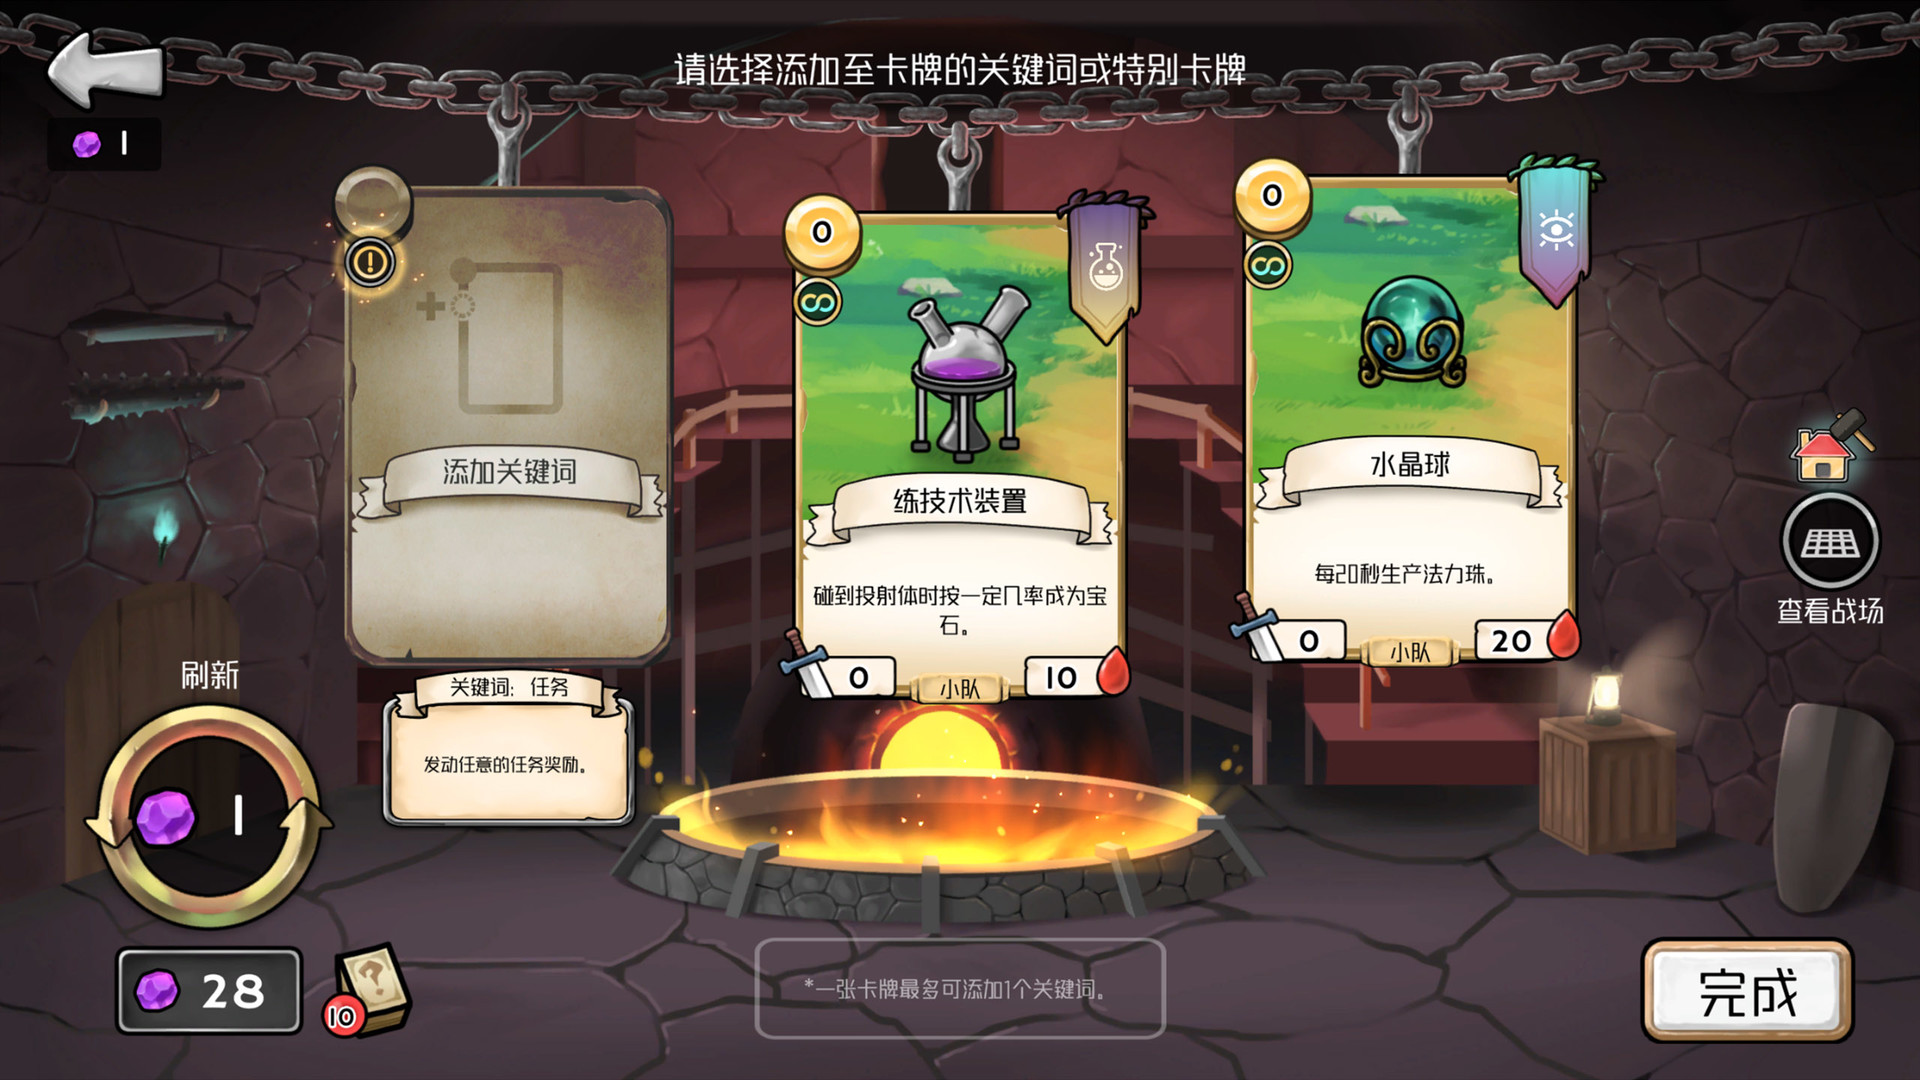 请选择添加至卡牌的关键词或特别卡牌
1
添加关键词
关键词：任务
发动任意的任务奖励。
0
练技术装置
碰到投射体时按一定几率成为宝
石。
0
小队
10
0
水晶球
每20秒生产法力珠。
0
小队
20
查看战场
刷新
1
28
10
*一张卡牌最多可添加1个关键词。
完成